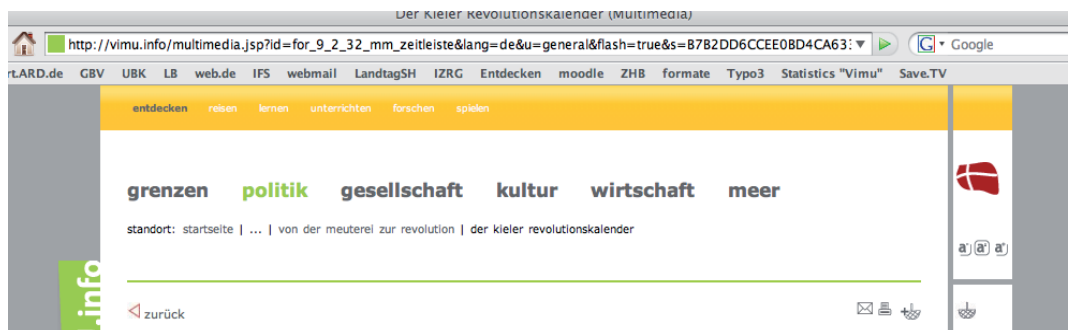 Der Kieler Revolutionskalender (Multimedia)
http://vimu.info/multimedia.jsp?id=for_9_2_32_mm_zeitleiste&lang=de&u=general&flash=true&s=B7B2DD6CCEE0BD4CA63 G Google
rt.ARD.de GBV UBK LB web.de IFS webmail LandtagSH IZRG Entdecken moodle ZHB formate Typo3 Statistics "Vimu" Save.TV
entdecken reisen lernen unterrichten forschen spielen
grenzen politik gesellschaft kultur wirtschaft meer
standort: startseite | ... | von der meuterei zur revolution | der kieler revolutionskalender
a a a
.info
zurück